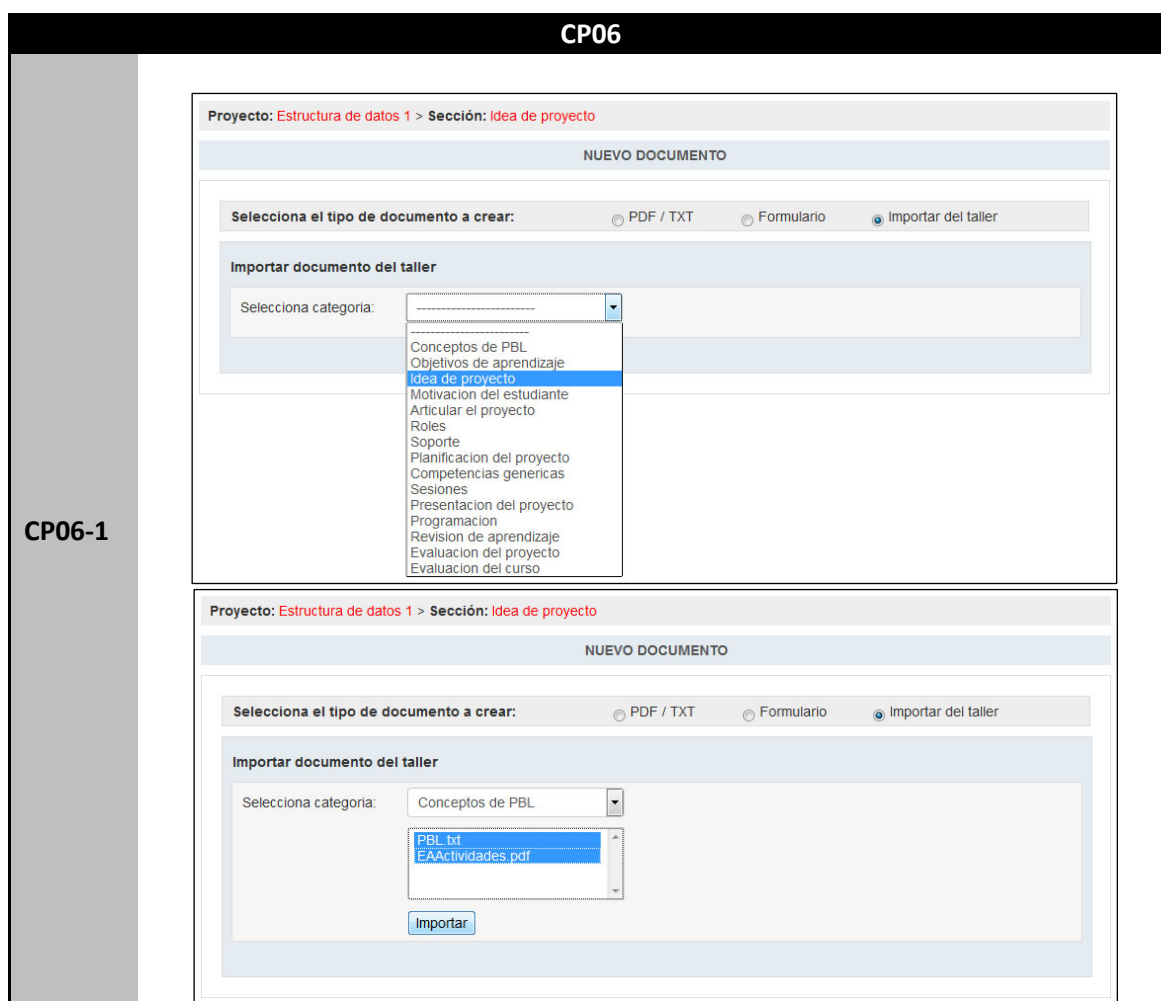 CP06
CP06-1
Proyecto: Estructura de datos 1 > Sección: Idea de proyecto
NUEVO DOCUMENTO
Selecciona el tipo de documento a crear: PDF / TXT Formulario Importar del taller
Importar documento del taller
Selecciona categoria: ------------------------
------------------------
Conceptos de PBL
Objetivos de aprendizaje
Idea de proyecto
Motivacion del estudiante
Articular el proyecto
Roles
Soporte
Planificacion del proyecto
Competencias genericas
Sesiones
Presentacion del proyecto
Programacion
Revision de aprendizaje
Evaluacion del proyecto
Evaluacion del curso
Proyecto: Estructura de datos 1 > Sección: Idea de proyecto
NUEVO DOCUMENTO
Selecciona el tipo de documento a crear: PDF / TXT Formulario Importar del taller
Importar documento del taller
Selecciona categoria: Conceptos de PBL
PBL.txt
EAActividades.pdf
Importar